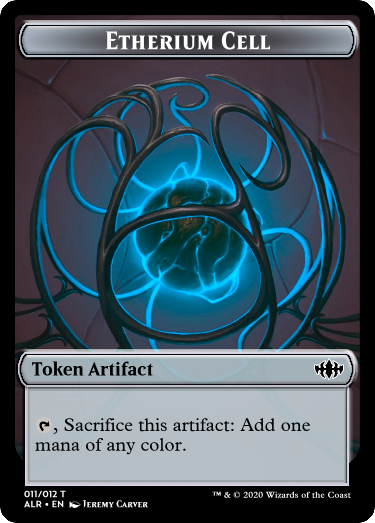 Etherium Cell
Token Artifact
, Sacrifice this artifact: Add one
mana of any color.
011/012 T
ALR • EN Jeremy Carver
™ & © 2020 Wizards of the Coast